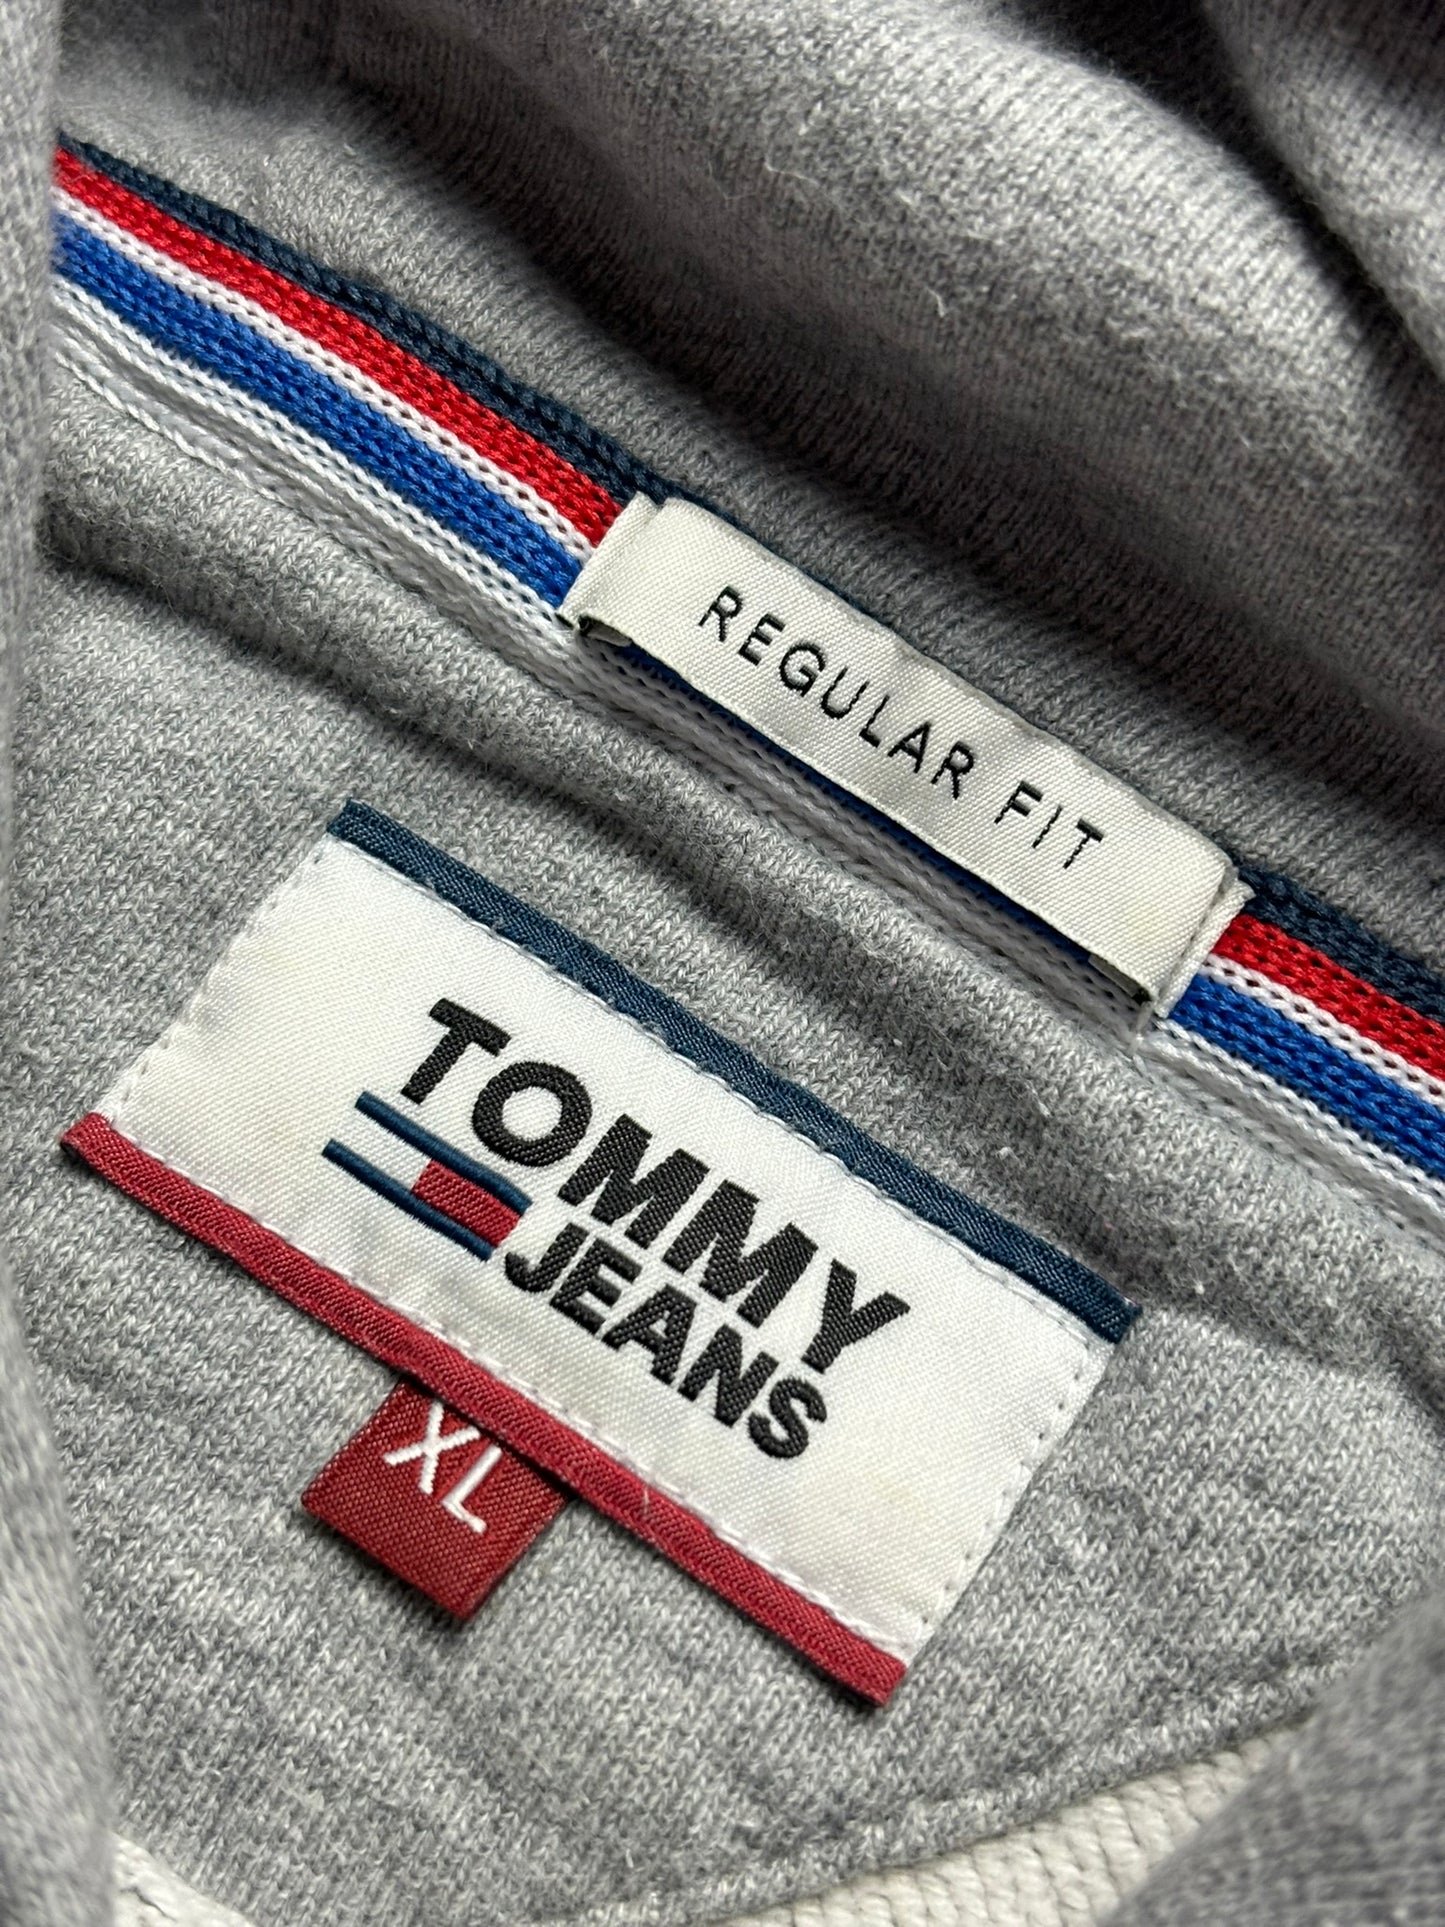 REGULAR FIT
TOMMY
JEANS
XL